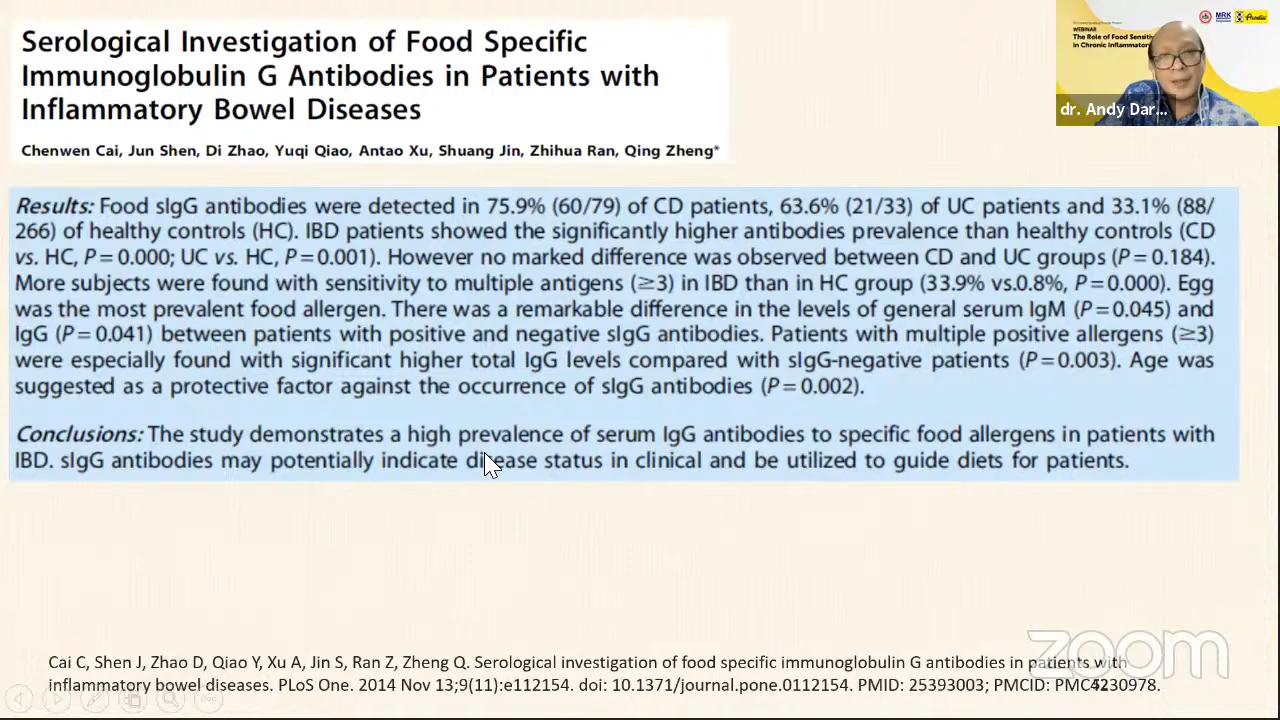 Serological Investigation of Food Specific
Immunoglobulin G Antibodies in Patients with
Inflammatory Bowel Diseases
Chenwen Cai, Jun Shen, Di Zhao, Yuqi Qiao, Antao Xu, Shuang Jin, Zhihua Ran, Qing Zheng*
MRK
Prodia
WEBINAR
The Role of Food Sensitiv
in Chronic Inflammator
dr. Andy Dar...
Results: Food sIgG antibodies were detected in 75.9% (60/79) of CD patients, 63.6% (21/33) of UC patients and 33.1% (88/
266) of healthy controls (HC). IBD patients showed the significantly higher antibodies prevalence than healthy controls (CD
vs. HC, P = 0.000; UC vs. HC, P = 0.001). However no marked difference was observed between CD and UC groups (P = 0.184).
More subjects were found with sensitivity to multiple antigens (≥3) in IBD than in HC group (33.9% vs.0.8%, P = 0.000). Egg
was the most prevalent food allergen. There was a remarkable difference in the levels of general serum IgM (P = 0.045) and
IgG (P = 0.041) between patients with positive and negative sIgG antibodies. Patients with multiple positive allergens (≥3)
were especially found with significant higher total IgG levels compared with sIgG-negative patients (P = 0.003). Age was
suggested as a protective factor against the occurrence of sIgG antibodies (P = 0.002).
Conclusions: The study demonstrates a high prevalence of serum IgG antibodies to specific food allergens in patients with
IBD. sIgG antibodies may potentially indicate disease status in clinical and be utilized to guide diets for patients.
zoom
Cai C, Shen J, Zhao D, Qiao Y, Xu A, Jin S, Ran Z, Zheng Q. Serological investigation of food specific immunoglobulin G antibodies in patients with
inflammatory bowel diseases. PLoS One. 2014 Nov 13;9(11):e112154. doi: 10.1371/journal.pone.0112154. PMID: 25393003; PMCID: PMC4230978.